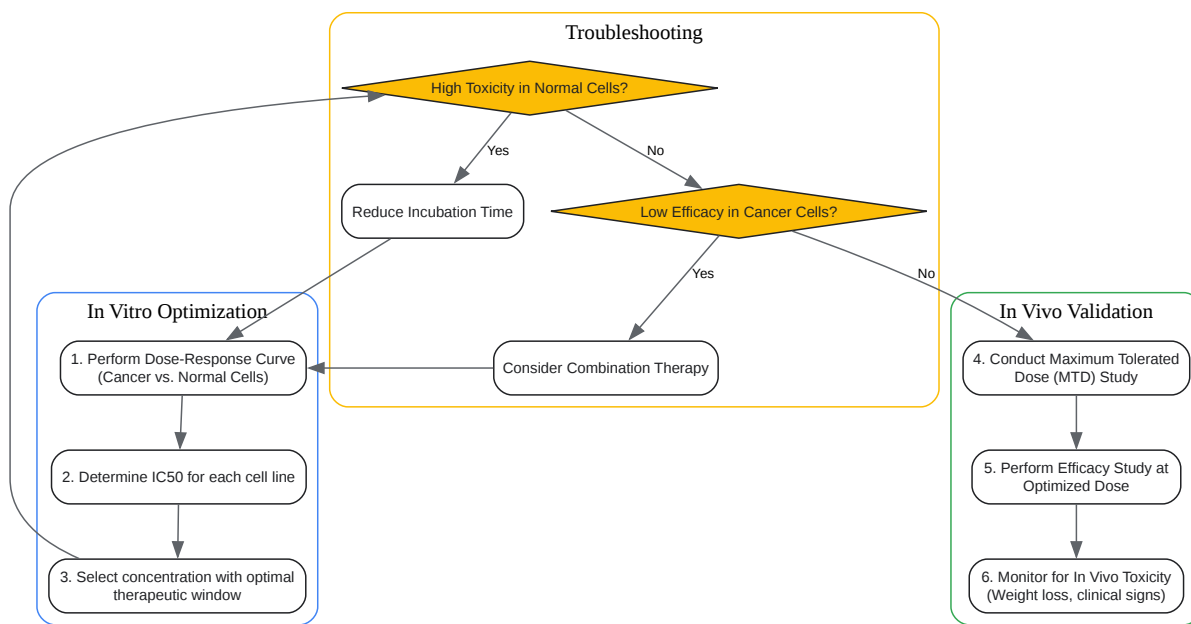 Troubleshooting
High Toxicity in Normal Cells?
Yes
No
Reduce Incubation Time
Low Efficacy in Cancer Cells?
Yes
No
Consider Combination Therapy
In Vitro Optimization
1. Perform Dose-Response Curve
(Cancer vs. Normal Cells)
2. Determine IC50 for each cell line
3. Select concentration with optimal
therapeutic window
In Vivo Validation
4. Conduct Maximum Tolerated
Dose (MTD) Study
5. Perform Efficacy Study at
Optimized Dose
6. Monitor for In Vivo Toxicity
(Weight loss, clinical signs)